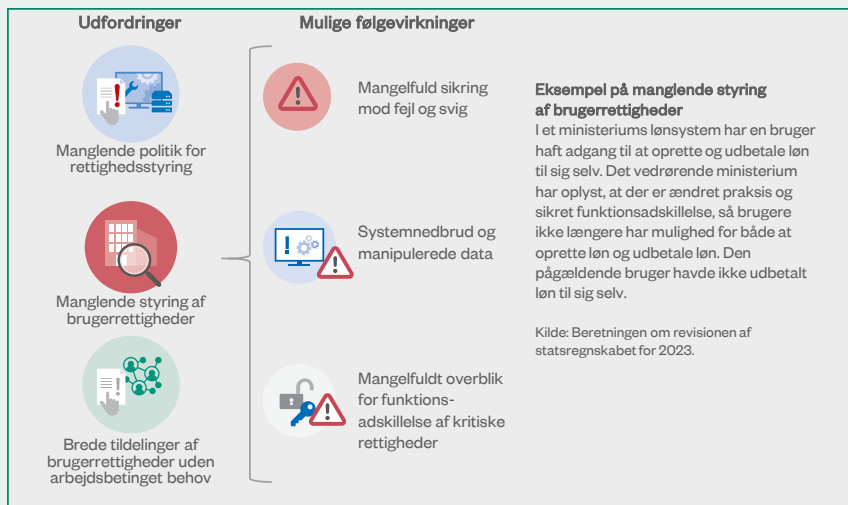 Udfordringer
Manglende politik for
rettighedsstyring
Manglende styring af
brugerrettigheder
Brede tildelinger af
brugerrettigheder uden
arbejdsbetinget behov
Mulige følgevirkninger
Mangelfuld sikring
mod fejl og svig
Systemnedbrud og
manipulerede data
Mangelfuldt overblik
for funktions-
adskillelse af kritiske
rettigheder
Eksempel på manglende styring
af brugerrettigheder
I et ministeriums lønsystem har en bruger
haft adgang til at oprette og udbetale løn
til sig selv. Det vedrørende ministerium
har oplyst, at der er ændret praksis og
sikret funktionsadskillelse, så brugere
ikke længere har mulighed for både at
oprette løn og udbetale løn. Den
pågældende bruger havde ikke udbetalt
løn til sig selv.
Kilde: Beretningen om revisionen af
statsregnskabet for 2023.